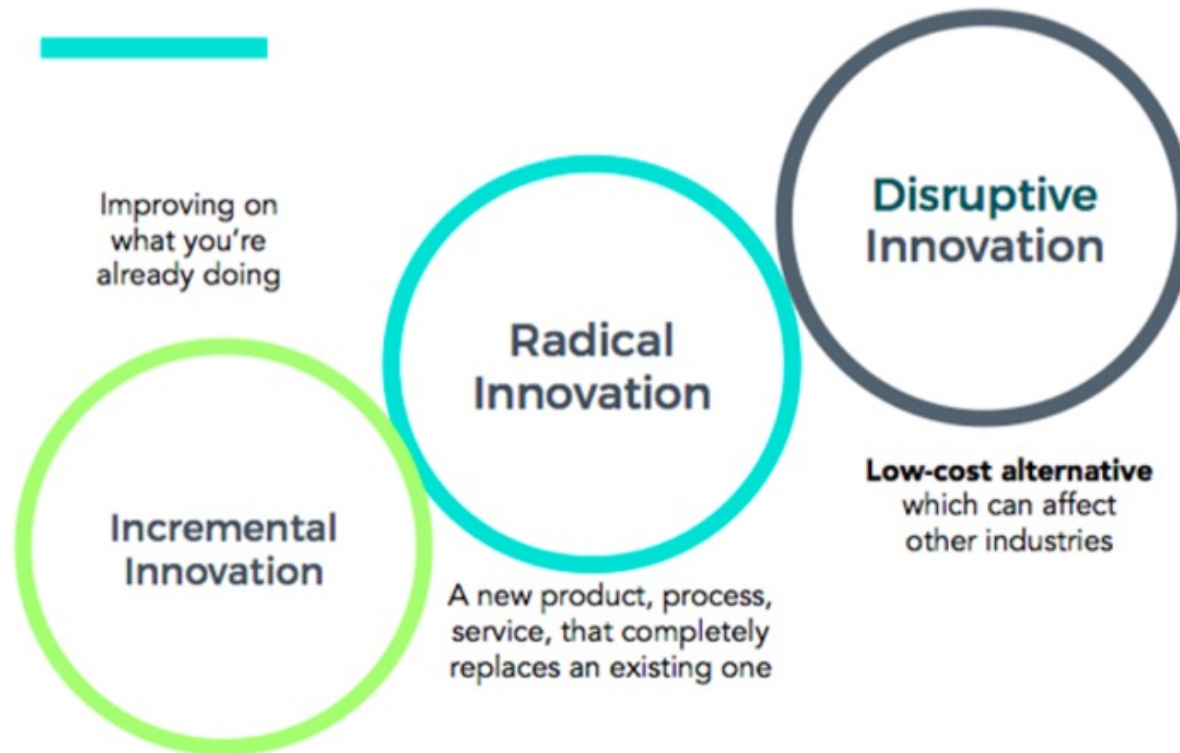 Improving on
what you're
already doing
Incremental
Innovation
Radical
Innovation
A new product, process,
service, that completely
replaces an existing one
Disruptive
Innovation
Low-cost alternative
which can affect
other industries